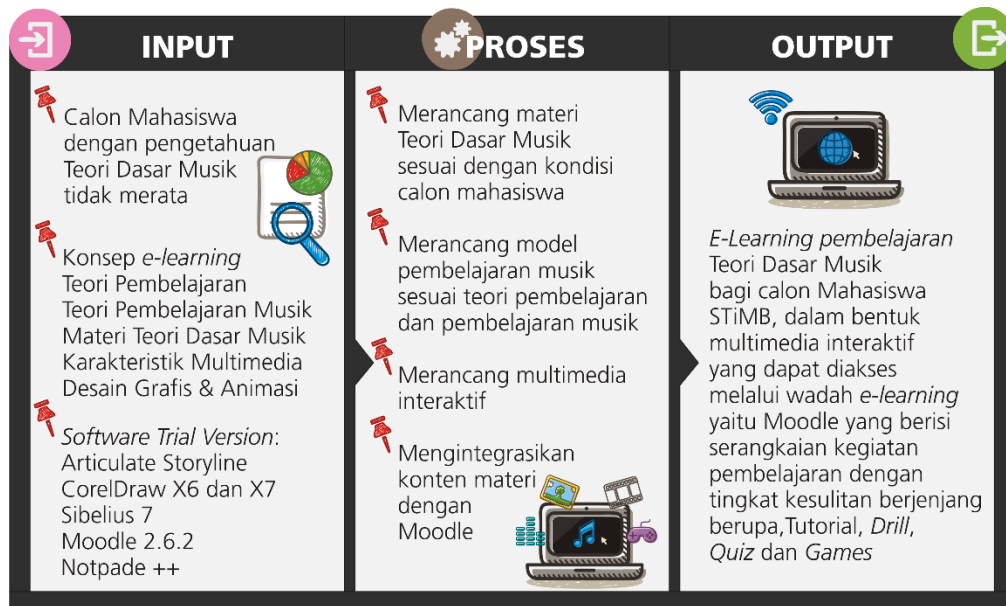 INPUT
Calon Mahasiswa
dengan pengetahuan
Teori Dasar Musik
tidak merata
Konsep e-learning
Teori Pembelajaran
Teori Pembelajaran Musik
Materi Teori Dasar Musik
Karakteristik Multimedia
Desain Grafis & Animasi
Software Trial Version:
Articulate Storyline
CorelDraw X6 dan X7
Sibelius 7
Moodle 2.6.2
Notpade ++
PROSES
Merancang materi
Teori Dasar Musik
sesuai dengan kondisi
calon mahasiswa
Merancang model
pembelajaran musik
sesuai teori pembelajaran
dan pembelajaran musik
Merancang multimedia
interaktif
Mengintegrasikan
konten materi
dengan
Moodle
OUTPUT
E-Learning pembelajaran
Teori Dasar Musik
bagi calon Mahasiswa
STiMB, dalam bentuk
multimedia interaktif
yang dapat diakses
melalui wadah e-learning
yaitu Moodle yang berisi
serangkaian kegiatan
pembelajaran dengan
tingkat kesulitan berjenjang
berupa,Tutorial, Drill,
Quiz dan Games